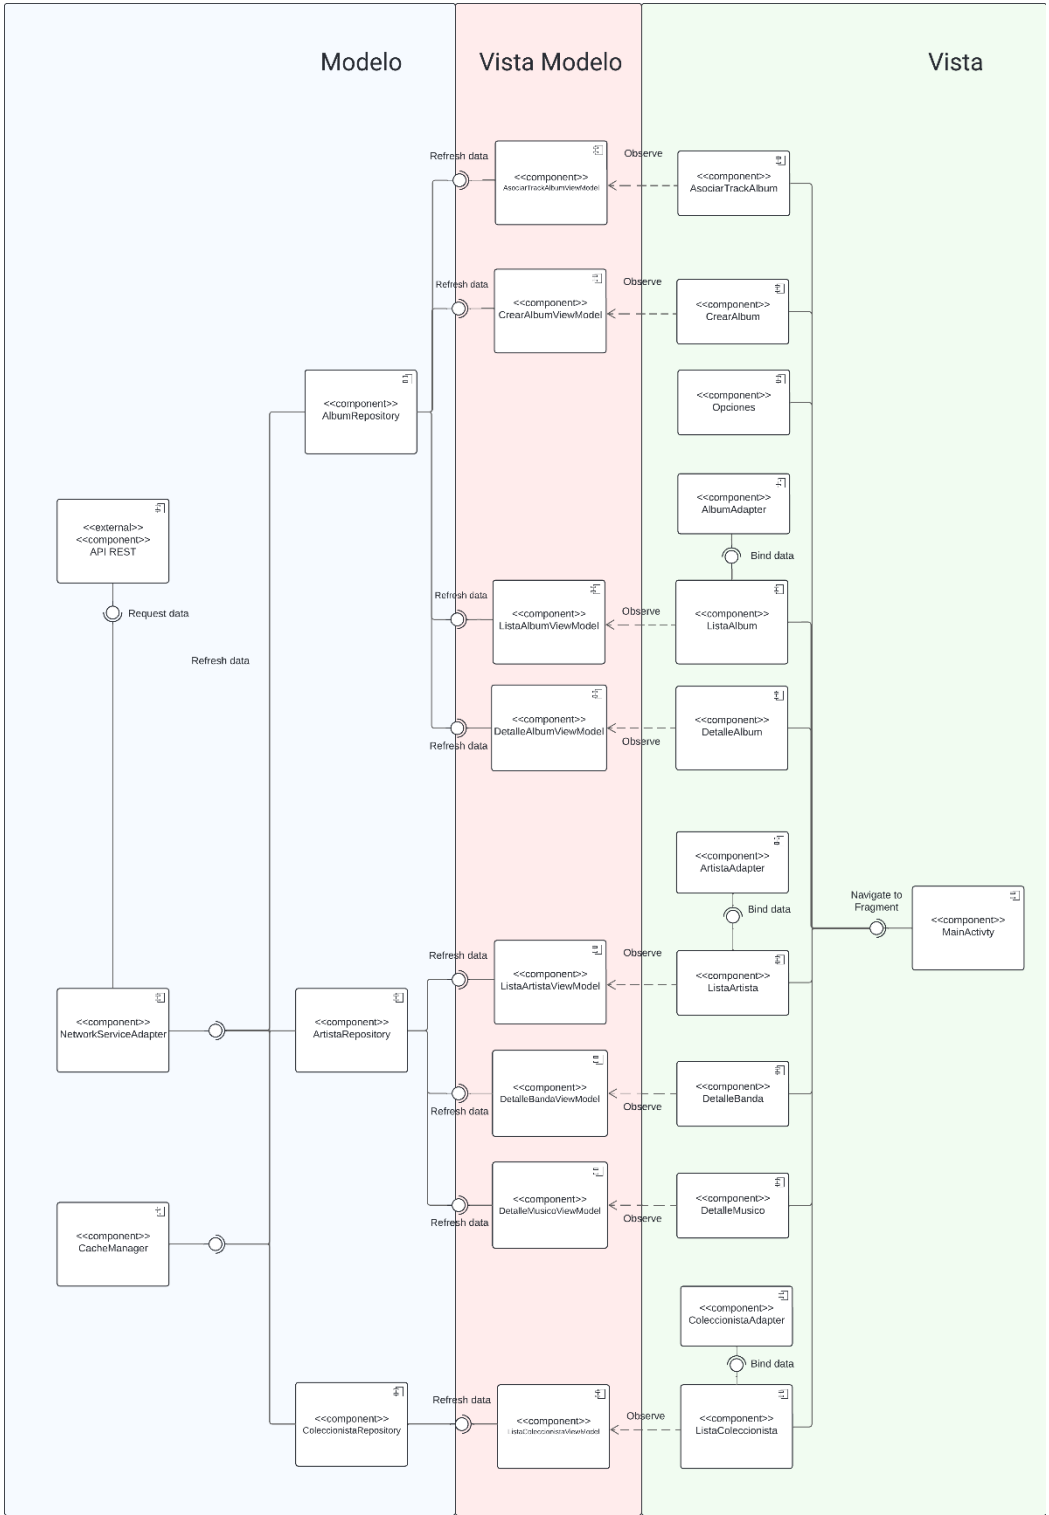 Modelo
Vista Modelo
Vista
Refresh data
<<component>>
AsociarTrackAlbumViewModel
Observe
<<component>>
AsociarTrackAlbum
Refresh data
<<component>>
CrearAlbumViewModel
Observe
<<component>>
CrearAlbum
<<component>>
AlbumRepository
<<component>>
Opciones
<<component>>
AlbumAdapter
Bind data
<<external>>
<<component>>
API REST
Request data
Refresh data
<<component>>
ListaAlbumViewModel
Observe
<<component>>
ListaAlbum
Refresh data
Refresh data
<<component>>
DetalleAlbumViewModel
Observe
<<component>>
DetalleAlbum
<<component>>
ArtistaAdapter
Bind data
Navigate to
Fragment
<<component>>
MainActivty
Refresh data
<<component>>
ListaArtistaViewModel
Observe
<<component>>
ListaArtista
<<component>>
NetworkServiceAdapter
<<component>>
ArtistaRepository
Refresh data
<<component>>
DetalleBandaViewModel
Observe
<<component>>
DetalleBanda
Refresh data
<<component>>
DetalleMusicoViewModel
Observe
<<component>>
DetalleMusico
<<component>>
CacheManager
<<component>>
ColeccionistaAdapter
Bind data
<<component>>
ColeccionistaRepository
Refresh data
<<component>>
ListaColeccionistaViewModel
Observe
<<component>>
ListaColeccionista